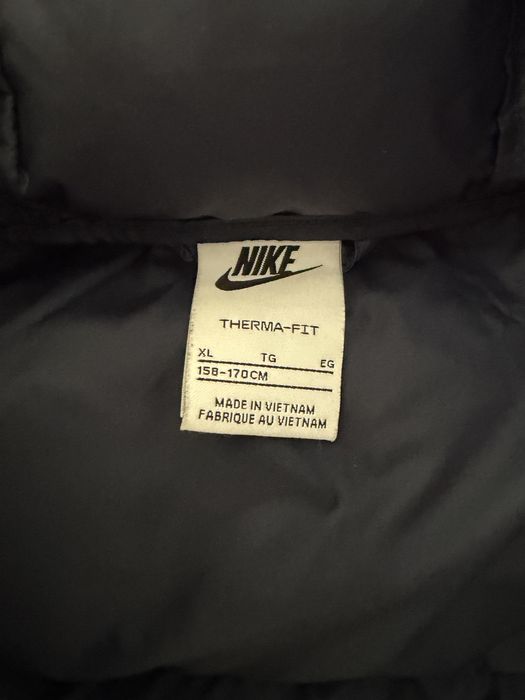 NIKE
THERMA-FIT
XL TG EG
158-170CM
MADE IN VIETNAM
FABRIQUE AU VIETNAM